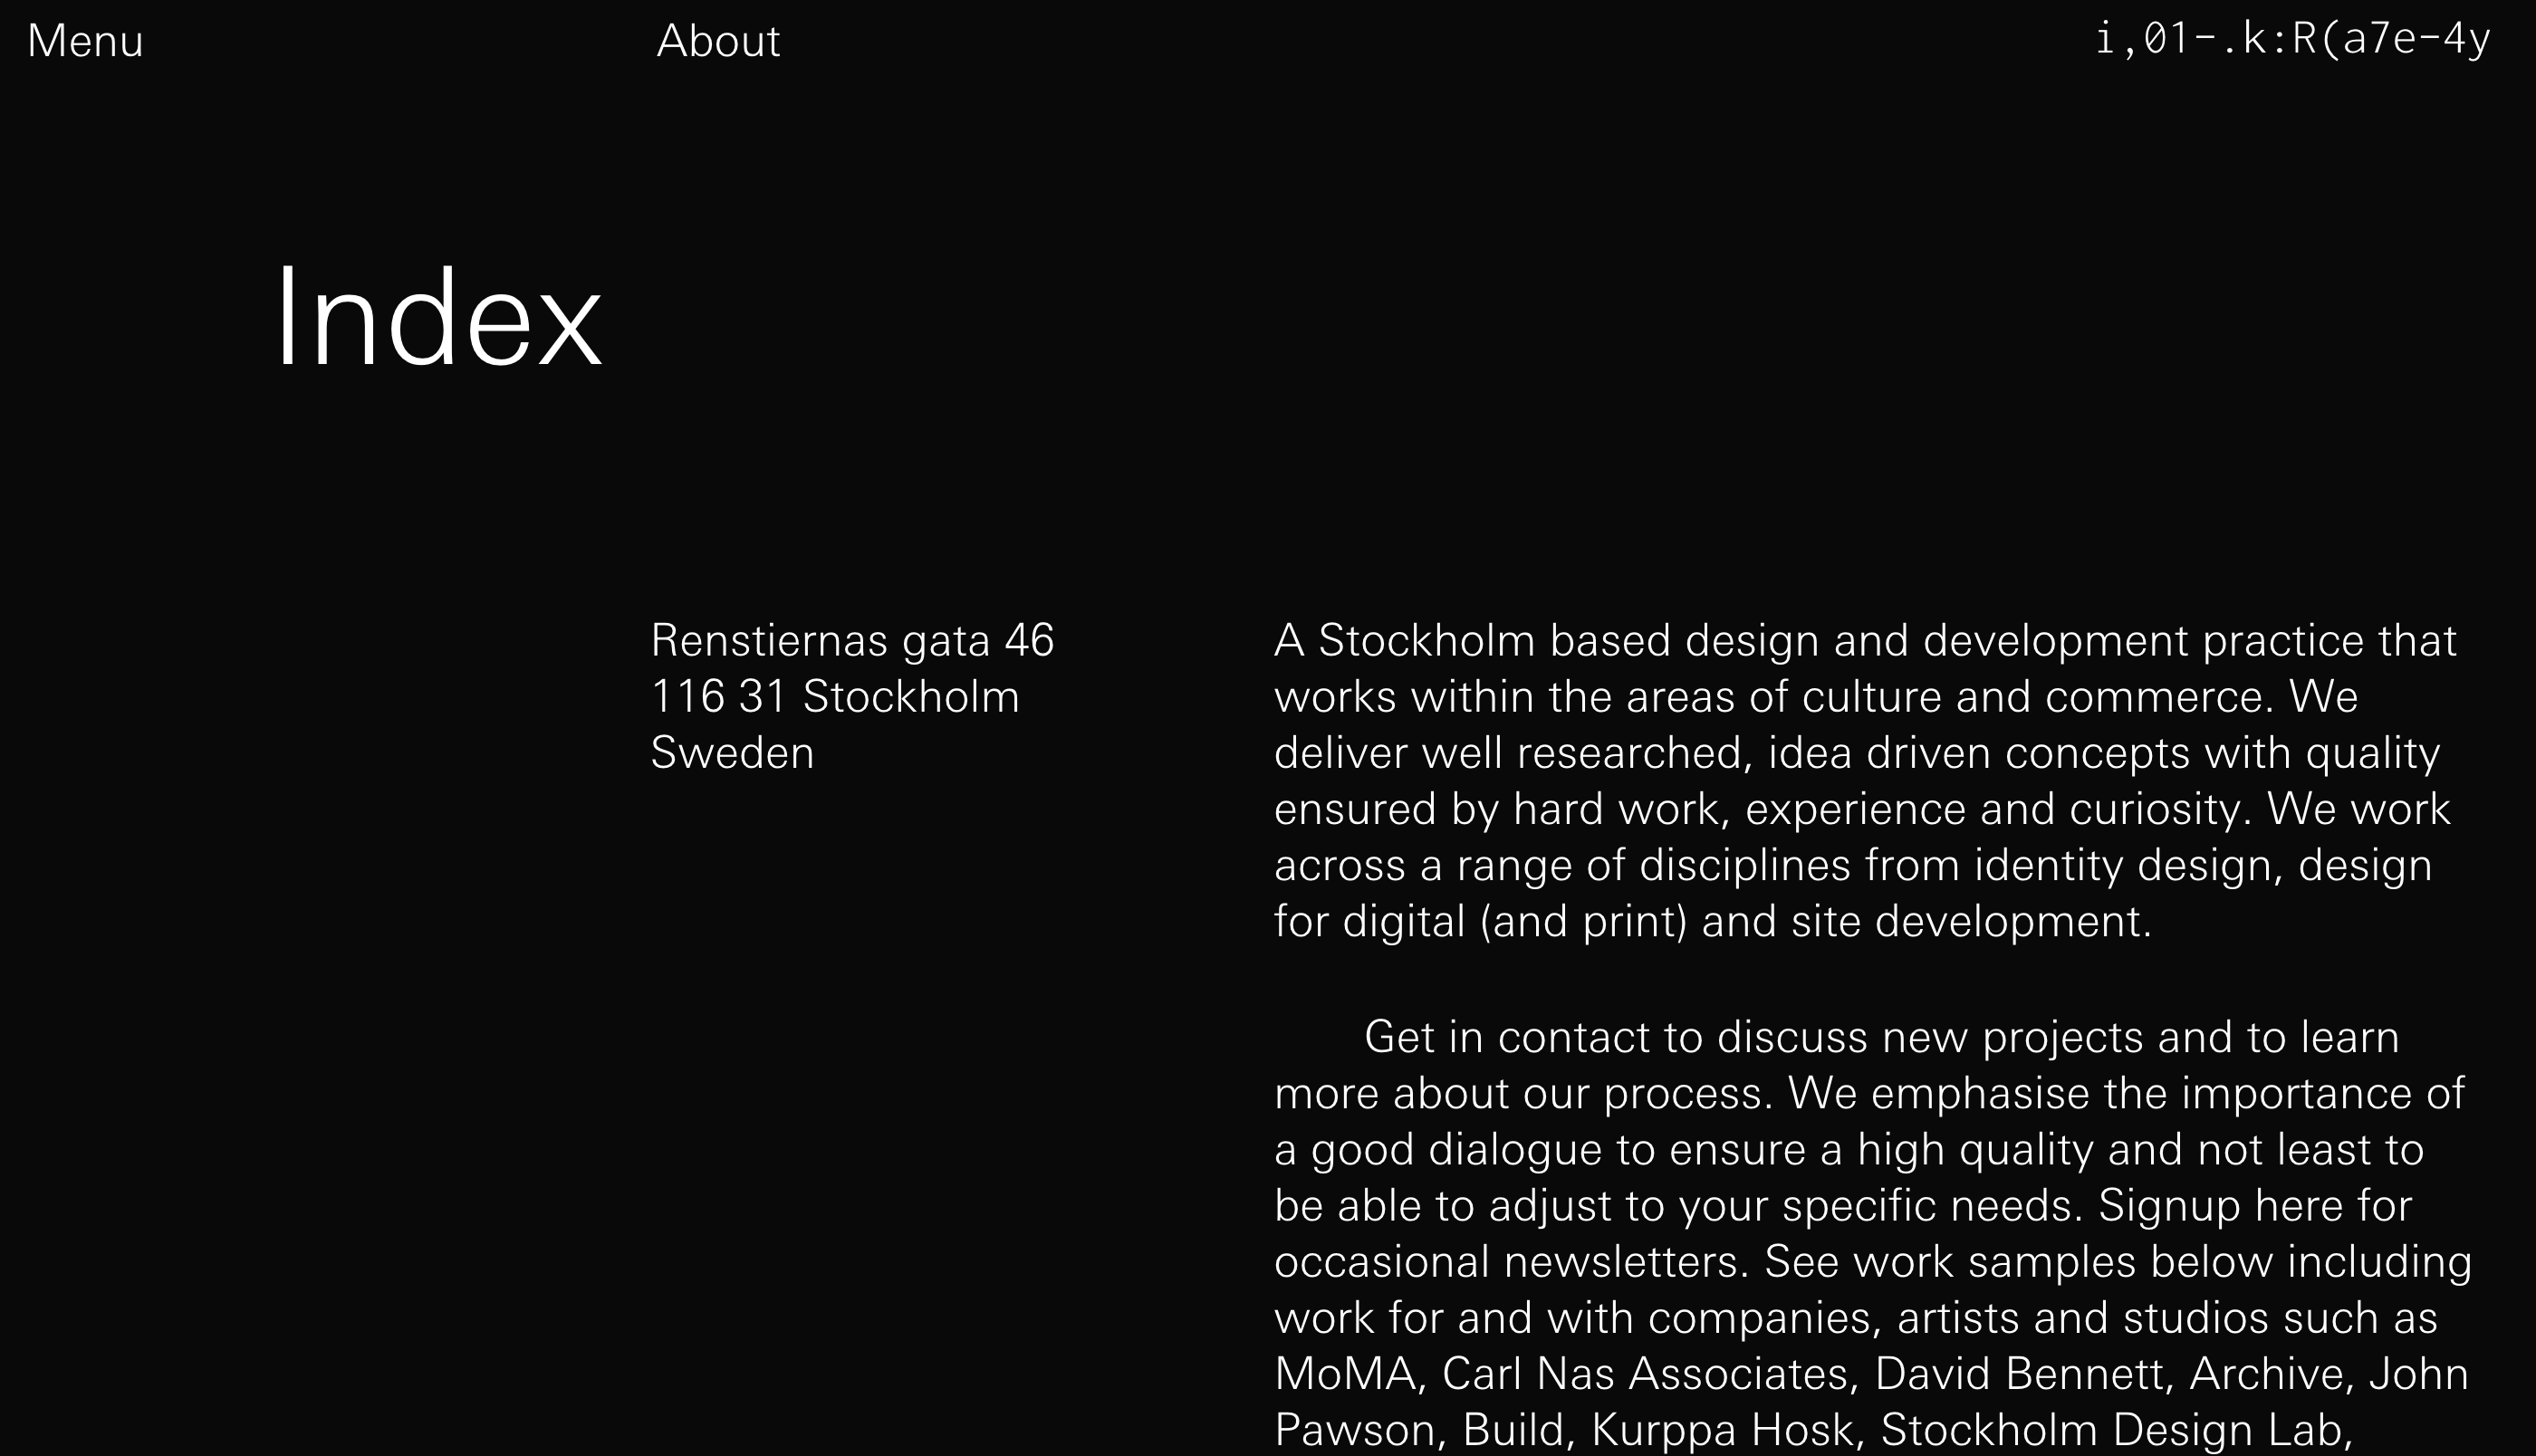 Menu
About
i,01-.k:R(a7e-4y
Index
Renstiernas gata 46
116 31 Stockholm
Sweden
A Stockholm based design and development practice that
works within the areas of culture and commerce. We
deliver well researched, idea driven concepts with quality
ensured by hard work, experience and curiosity. We work
across a range of disciplines from identity design, design
for digital (and print) and site development.
Get in contact to discuss new projects and to learn
more about our process. We emphasise the importance of
a good dialogue to ensure a high quality and not least to
be able to adjust to your specific needs. Signup here for
occasional newsletters. See work samples below including
work for and with companies, artists and studios such as
MoMA, Carl Nas Associates, David Bennett, Archive, John
Pawson, Build, Kurppa Hosk, Stockholm Design Lab,